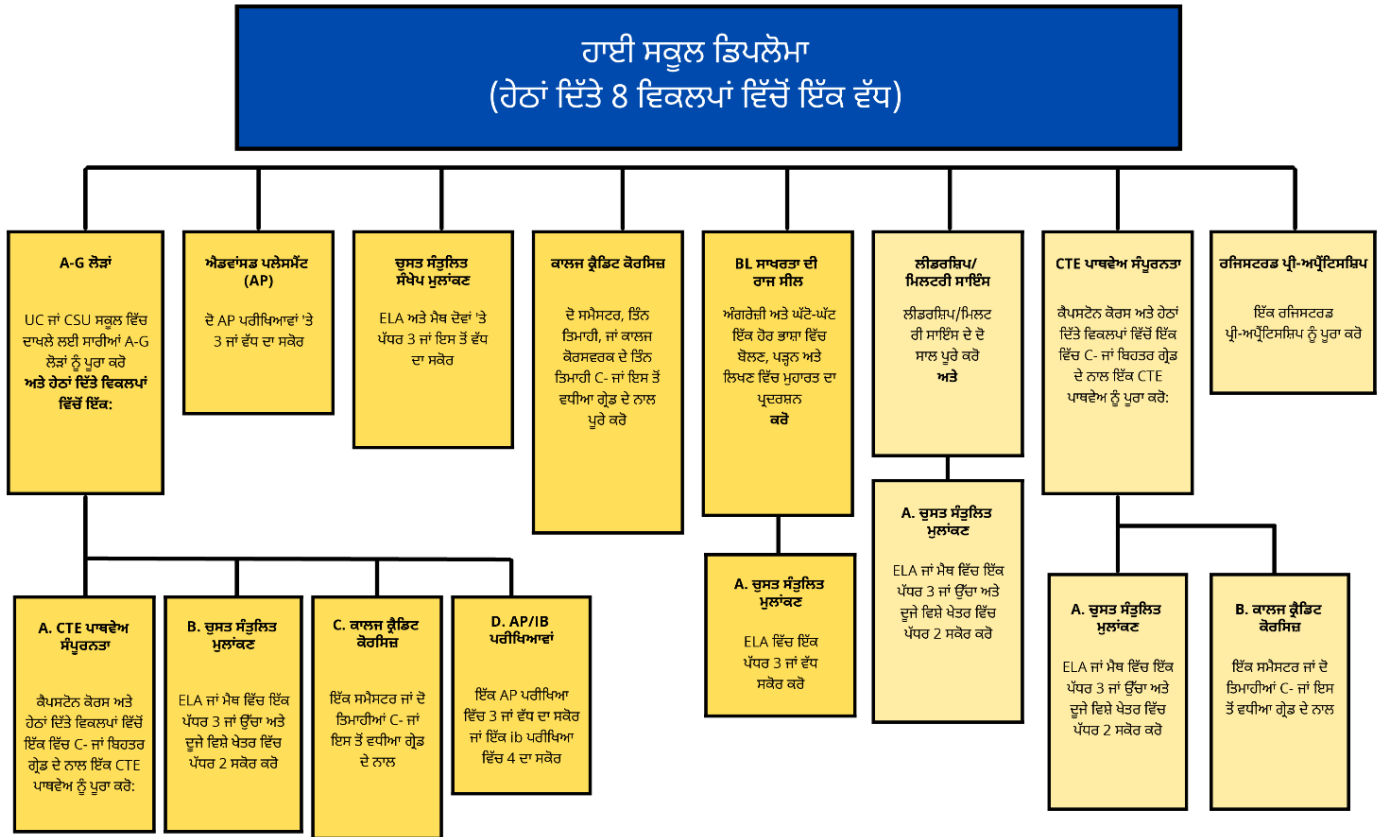 ਹਾਈ ਸਕੂਲ ਡਿਪਲੋਮਾ
(ਹੇਠਾਂ ਦਿੱਤੇ 8 ਵਿਕਲਪਾਂ ਵਿੱਚੋਂ ਇੱਕ ਵੱਧ)
A-G ਲੋੜਾਂ
UC ਜਾਂ CSU ਸਕੂਲ ਵਿੱਚ
ਦਾਖਲੇ ਲਈ ਸਾਰੀਆਂ A-G
ਲੋੜਾਂ ਨੂੰ ਪੂਰਾ ਕਰੋ
ਅਤੇ ਹੇਠਾਂ ਦਿੱਤੇ ਵਿਕਲਪਾਂ
ਵਿੱਚੋਂ ਇੱਕ:
ਐਡਵਾਂਸਡ ਪਲੇਸਮੈਂਟ
(AP)
ਦੋ AP ਪਰੀਖਿਆਵਾਂ 'ਤੇ
3 ਜਾਂ ਵੱਧ ਦਾ ਸਕੋਰ
ਚੁਸਤ ਸੰਤੁਲਿਤ
ਸੰਖੇਪ ਮੁਲਾਂਕਣ
ELA ਅਤੇ ਮੈਥ ਦੋਵਾਂ 'ਤੇ
ਪੱਧਰ 3 ਜਾਂ ਇਸ ਤੋਂ ਵੱਧ
ਦਾ ਸਕੋਰ
ਕਾਲਜ ਕ੍ਰੈਡਿਟ ਕੋਰਸਿਜ਼
ਦੋ ਸਮੈਸਟਰ, ਤਿੰਨ
ਤਿਮਾਹੀ, ਜਾਂ ਕਾਲਜ
ਕੋਰਸਵਰਕ ਦੇ ਤਿੰਨ
ਤਿਮਾਹੀ C- ਜਾਂ ਇਸ ਤੋਂ
ਵਧੀਆ ਗ੍ਰੇਡ ਦੇ ਨਾਲ
ਪੂਰੇ ਕਰੋ
BL ਸਾਖਰਤਾ ਦੀ
ਰਾਜ ਸੀਲ
ਅੰਗਰੇਜ਼ੀ ਅਤੇ ਘੱਟੋ-ਘੱਟ
ਇੱਕ ਹੋਰ ਭਾਸ਼ਾ ਵਿੱਚ
ਬੋਲਣ, ਪੜ੍ਹਨ ਅਤੇ
ਲਿਖਣ ਵਿੱਚ ਮੁਹਾਰਤ ਦਾ
ਪ੍ਰਦਰਸ਼ਨ
ਕਰੋ
ਲੀਡਰਸ਼ਿਪ/
ਮਿਲਟਰੀ ਸਾਇੰਸ
ਲੀਡਰਸ਼ਿਪ/ਮਿਲਟ
ਰੀ ਸਾਇੰਸ ਦੇ ਦੋ
ਸਾਲ ਪੂਰੇ ਕਰੋ
ਅਤੇ
CTE ਪਾਥਵੇਅ ਸੰਪੂਰਨਤਾ
ਕੈਪਸਟੋਨ ਕੋਰਸ ਅਤੇ ਹੇਠਾਂ
ਦਿੱਤੇ ਵਿਕਲਪਾਂ ਵਿੱਚੋਂ ਇੱਕ
ਵਿੱਚ C- ਜਾਂ ਬਿਹਤਰ ਗ੍ਰੇਡ
ਦੇ ਨਾਲ ਇੱਕ CTE
ਪਾਥਵੇਅ ਨੂੰ ਪੂਰਾ ਕਰੋ:
ਰਜਿਸਟਰਡ ਪ੍ਰੀ-ਅਪ੍ਰੈਂਟਿਸਸ਼ਿਪ
ਇੱਕ ਰਜਿਸਟਰਡ
ਪ੍ਰੀ-ਅਪ੍ਰੈਂਟਿਸਸ਼ਿਪ ਨੂੰ ਪੂਰਾ ਕਰੋ
A. CTE ਪਾਥਵੇਅ
ਸੰਪੂਰਨਤਾ
ਕੈਪਸਟੋਨ ਕੋਰਸ ਅਤੇ
ਹੇਠਾਂ ਦਿੱਤੇ ਵਿਕਲਪਾਂ ਵਿੱਚੋਂ
ਇੱਕ ਵਿੱਚ C- ਜਾਂ ਬਿਹਤਰ
ਗ੍ਰੇਡ ਦੇ ਨਾਲ ਇੱਕ CTE
ਪਾਥਵੇਅ ਨੂੰ ਪੂਰਾ ਕਰੋ:
B. ਚੁਸਤ ਸੰਤੁਲਿਤ
ਮੁਲਾਂਕਣ
ELA ਜਾਂ ਮੈਥ ਵਿੱਚ ਇੱਕ
ਪੱਧਰ 3 ਜਾਂ ਉੱਚਾ ਅਤੇ
ਦੂਜੇ ਵਿਸ਼ੇ ਖੇਤਰ ਵਿੱਚ
ਪੱਧਰ 2 ਸਕੋਰ ਕਰੋ
C. ਕਾਲਜ ਕ੍ਰੈਡਿਟ
ਕੋਰਸਿਜ਼
ਇੱਕ ਸਮੈਸਟਰ ਜਾਂ ਦੋ
ਤਿਮਾਹੀਆਂ C- ਜਾਂ
ਇਸ ਤੋਂ ਵਧੀਆ ਗ੍ਰੇਡ
ਦੇ ਨਾਲ
D. AP/IB
ਪਰੀਖਿਆਵਾਂ
ਇੱਕ AP ਪਰੀਖਿਆ
ਵਿੱਚ 3 ਜਾਂ ਵੱਧ ਦਾ ਸਕੋਰ
ਜਾਂ ਇੱਕ ib ਪਰੀਖਿਆ
ਵਿੱਚ 4 ਦਾ ਸਕੋਰ
A. ਚੁਸਤ ਸੰਤੁਲਿਤ
ਮੁਲਾਂਕਣ
ELA ਵਿੱਚ ਇੱਕ
ਪੱਧਰ 3 ਜਾਂ ਵੱਧ
ਸਕੋਰ ਕਰੋ
A. ਚੁਸਤ ਸੰਤੁਲਿਤ
ਮੁਲਾਂਕਣ
ELA ਜਾਂ ਮੈਥ ਵਿੱਚ ਇੱਕ
ਪੱਧਰ 3 ਜਾਂ ਉੱਚਾ ਅਤੇ
ਦੂਜੇ ਵਿਸ਼ੇ ਖੇਤਰ ਵਿੱਚ
ਪੱਧਰ 2 ਸਕੋਰ ਕਰੋ
A. ਚੁਸਤ ਸੰਤੁਲਿਤ
ਮੁਲਾਂਕਣ
ELA ਜਾਂ ਮੈਥ ਵਿੱਚ ਇੱਕ
ਪੱਧਰ 3 ਜਾਂ ਉੱਚਾ ਅਤੇ
ਦੂਜੇ ਵਿਸ਼ੇ ਖੇਤਰ ਵਿੱਚ
ਪੱਧਰ 2 ਸਕੋਰ ਕਰੋ
B. ਕਾਲਜ ਕ੍ਰੈਡਿਟ
ਕੋਰਸਿਜ਼
ਇੱਕ ਸਮੈਸਟਰ ਜਾਂ ਦੋ
ਤਿਮਾਹੀਆਂ C- ਜਾਂ ਇਸ
ਤੋਂ ਵਧੀਆ ਗ੍ਰੇਡ ਦੇ ਨਾਲ